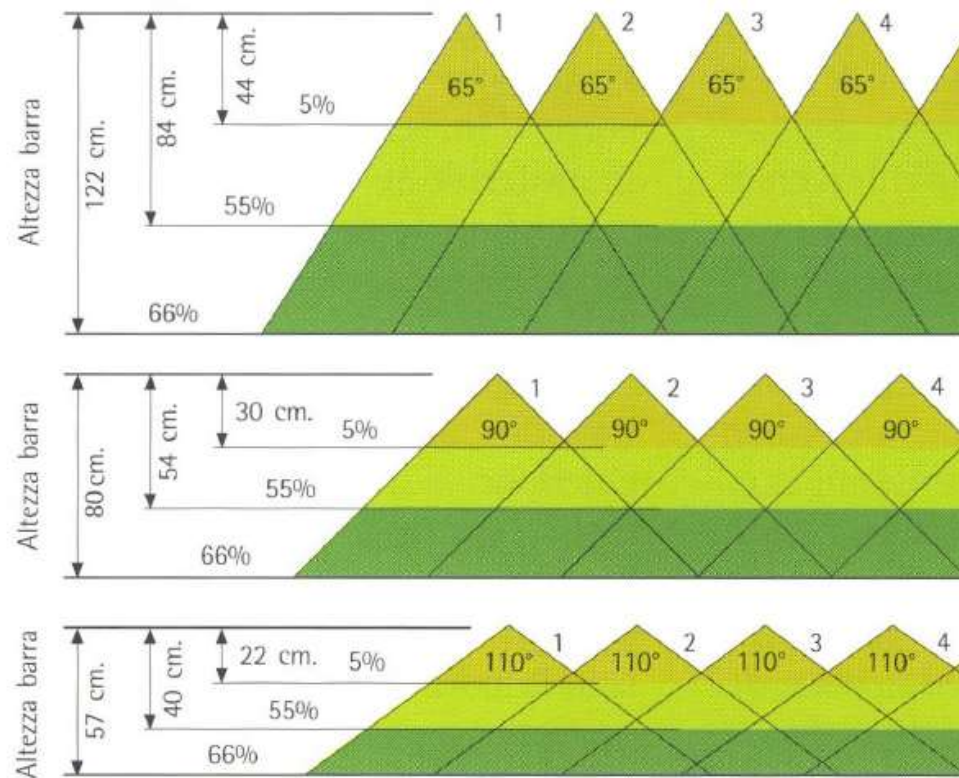 1 2 3 4
Altezza barra
122 cm.
84 cm.
44 cm.
65° 65° 65° 65°
5%
55%
66%
1 2 3 4
Altezza barra
80 cm.
54 cm.
30 cm.
90° 90° 90° 90°
5%
55%
66%
1 2 3 4
Altezza barra
57 cm.
40 cm.
22 cm.
110° 110° 110° 110°
5%
55%
66%